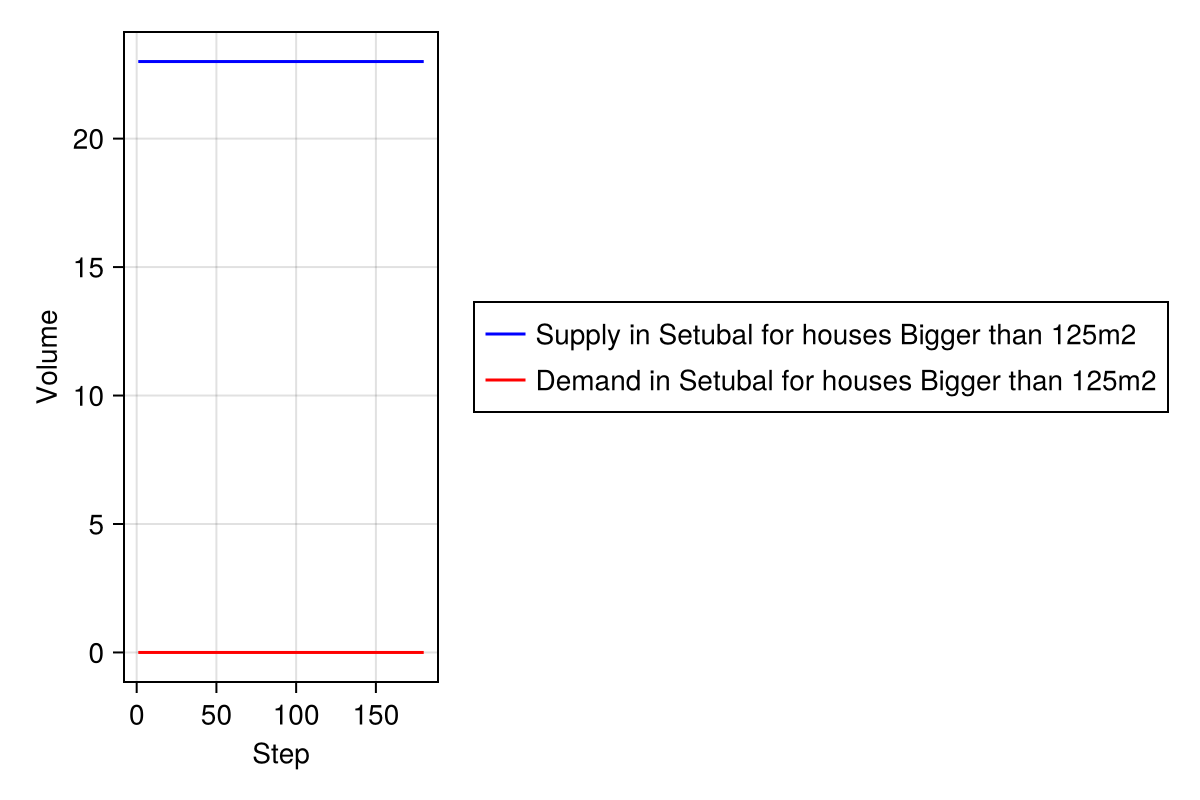 Volume
20
15
10
5
0
0 50 100 150
Step
Supply in Setubal for houses Bigger than 125m2
Demand in Setubal for houses Bigger than 125m2